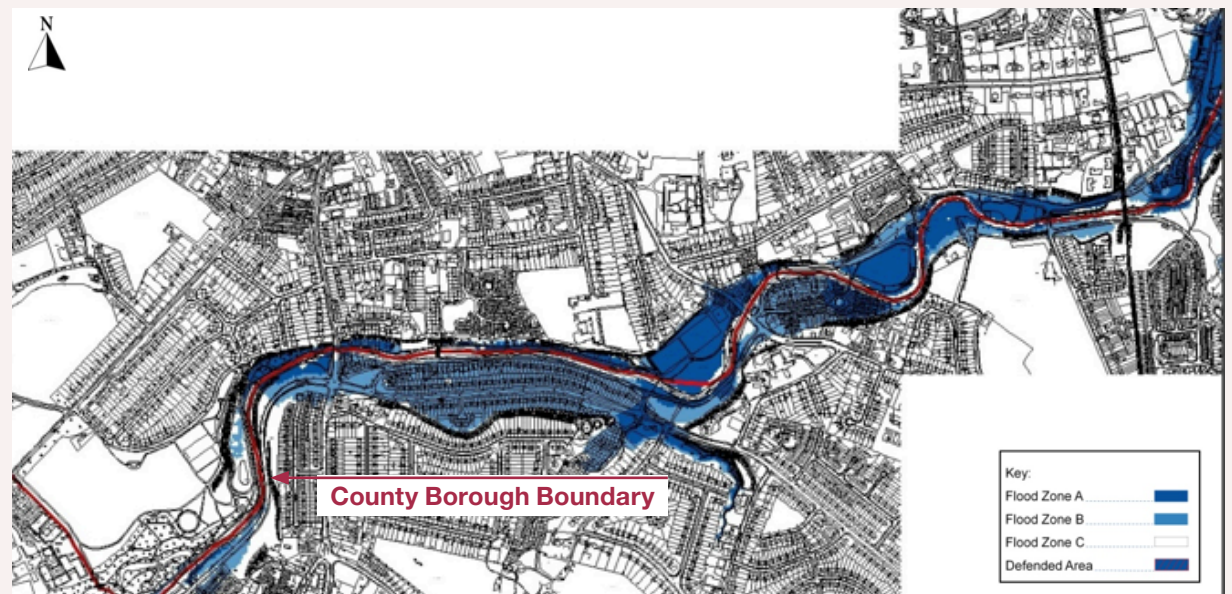 N
County Borough Boundary
Key:
Flood Zone A
Flood Zone B
Flood Zone C
Defended Area